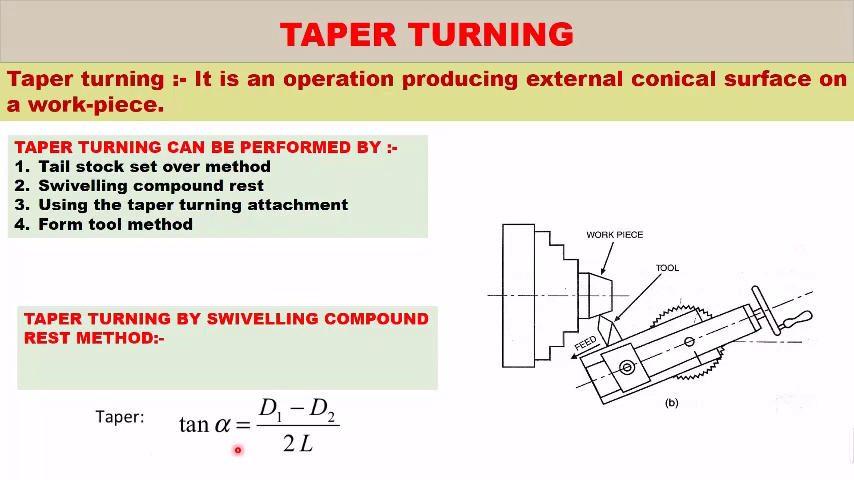 TAPER TURNING
Taper turning :- It is an operation producing external conical surface on
a work-piece.
TAPER TURNING CAN BE PERFORMED BY :-
1. Tail stock set over method
2. Swivelling compound rest
3. Using the taper turning attachment
4. Form tool method
WORK PIECE
TOOL
FEED
(b)
TAPER TURNING BY SWIVELLING COMPOUND
REST METHOD:-
Taper: tan α = (D₁ − D₂) / 2 L